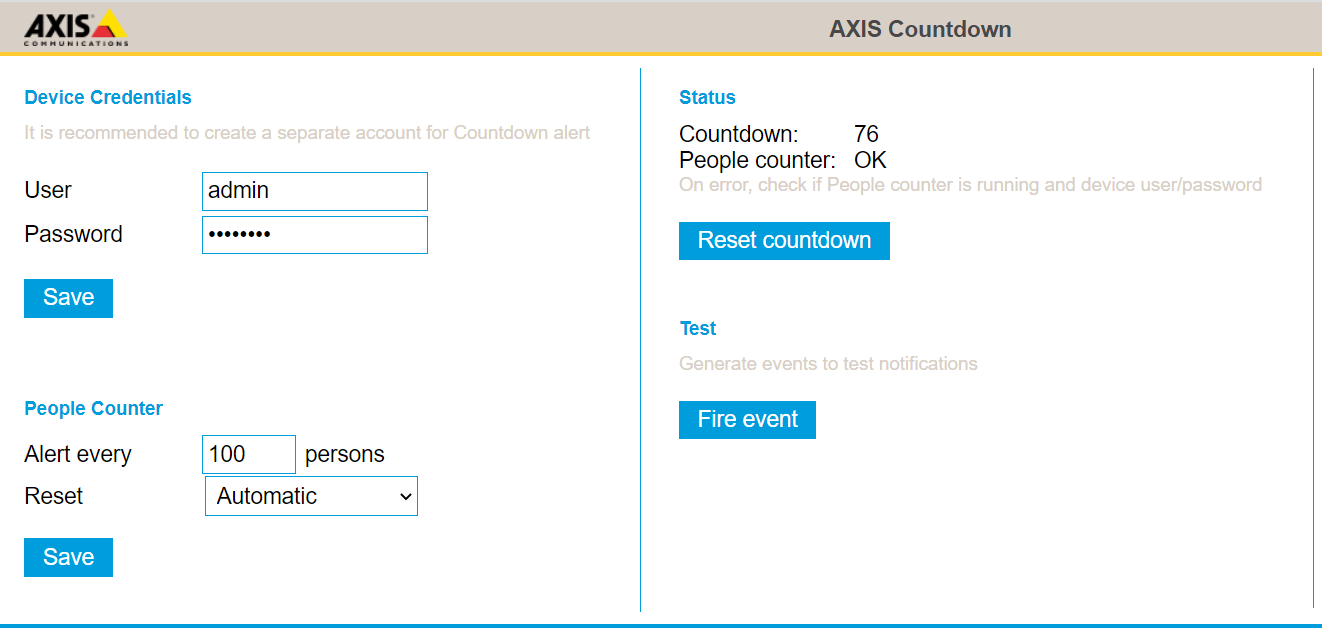 AXIS
COMMUNICATIONS
AXIS Countdown
Device Credentials
It is recommended to create a separate account for Countdown alert
User admin
Password ••••••••
Save
People Counter
Alert every 100 persons
Reset Automatic
Save
Status
Countdown: 76
People counter: OK
On error, check if People counter is running and device user/password
Reset countdown
Test
Generate events to test notifications
Fire event